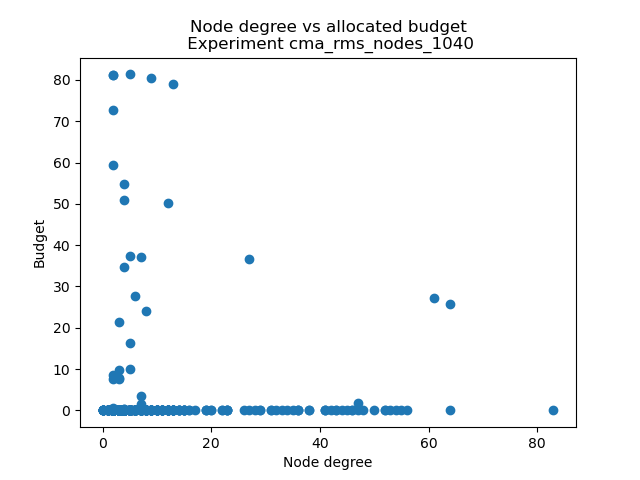 Node degree vs allocated budget
Experiment cma_rms_nodes_1040
80
70
60
50
40
30
20
10
0
Budget
0 20 40 60 80
Node degree